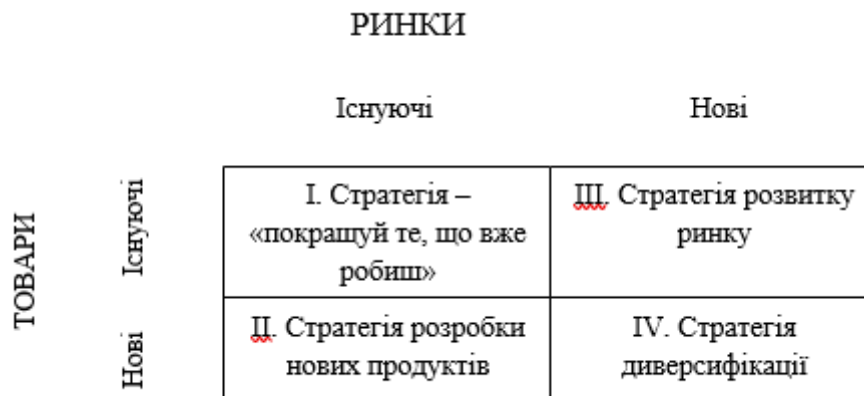 РИНКИ
Існуючі Нові
ТОВАРИ
Існуючі
І. Стратегія –
«покращуй те, що вже
робиш»
ІІІ. Стратегія розвитку
ринку
Нові
ІІ. Стратегія розробки
нових продуктів
IV. Стратегія
диверсифікації